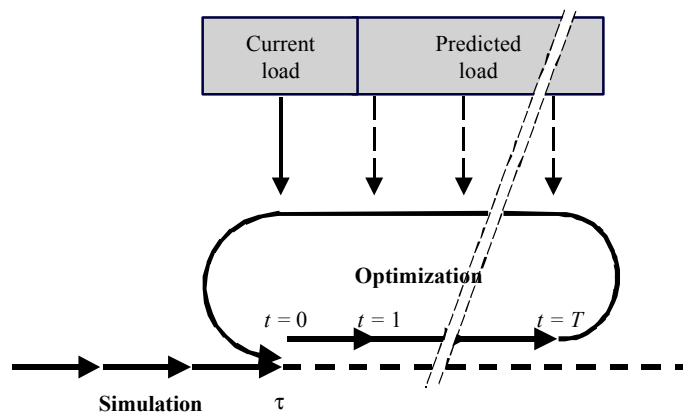 Current Predicted
load load
Optimization
t = 0 t = 1 t = T
Simulation τ